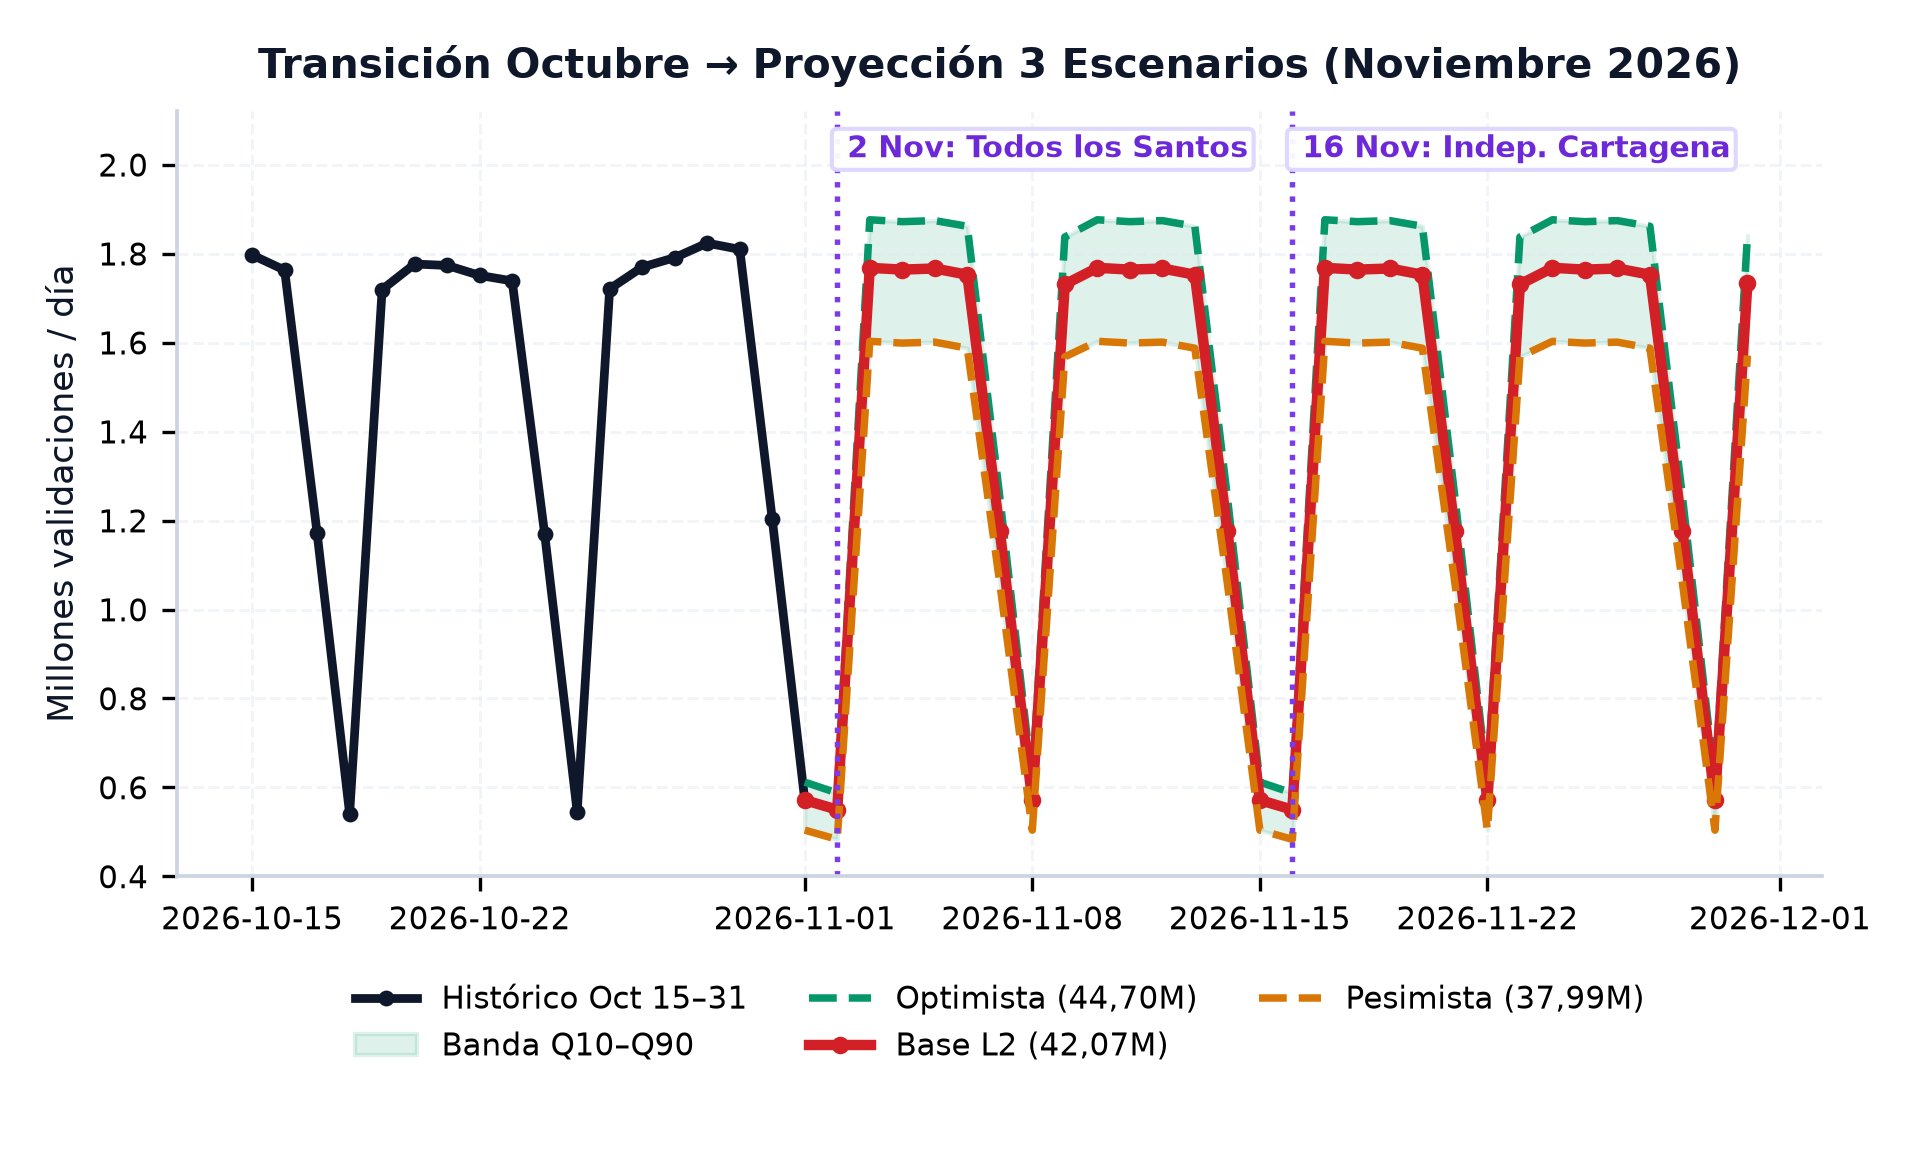 Transición Octubre → Proyección 3 Escenarios (Noviembre 2026)
2 Nov: Todos los Santos
16 Nov: Indep. Cartagena
Millones validaciones / día
2.0
1.8
1.6
1.4
1.2
1.0
0.8
0.6
0.4
2026-10-15
2026-10-22
2026-11-01
2026-11-08
2026-11-15
2026-11-22
2026-12-01
Histórico Oct 15–31
Banda Q10–Q90
Optimista (44,70M)
Base L2 (42,07M)
Pesimista (37,99M)